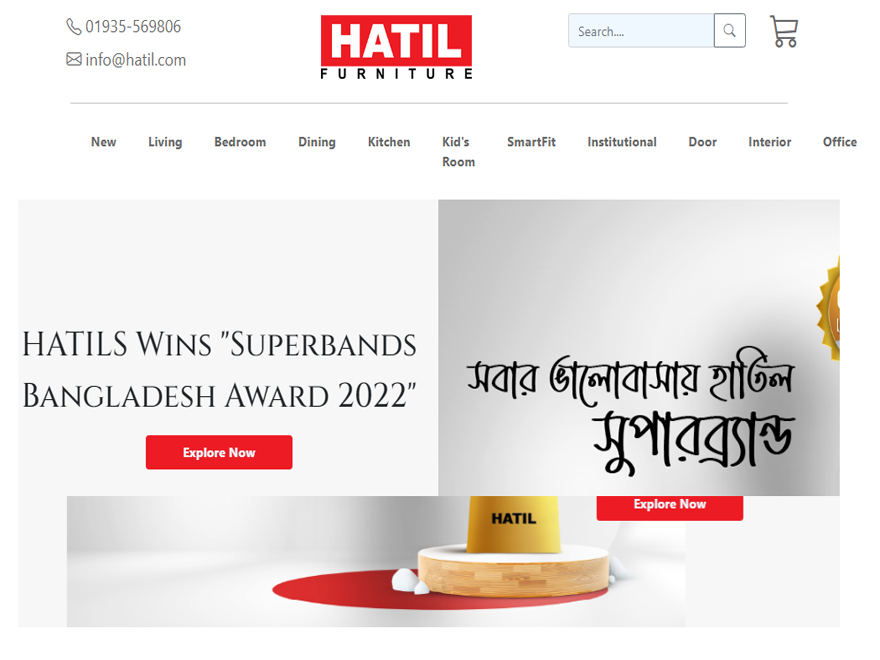 01935-569806
info@hatil.com
HATIL
FURNITURE
Search....
New Living Bedroom Dining Kitchen Kid's Room SmartFit Institutional Door Interior Office
HATILS Wins "Superbands
Bangladesh Award 2022"
Explore Now
সবার ভালোবাসায় হাতিল
সুপারব্র্যান্ড
Explore Now
HATIL